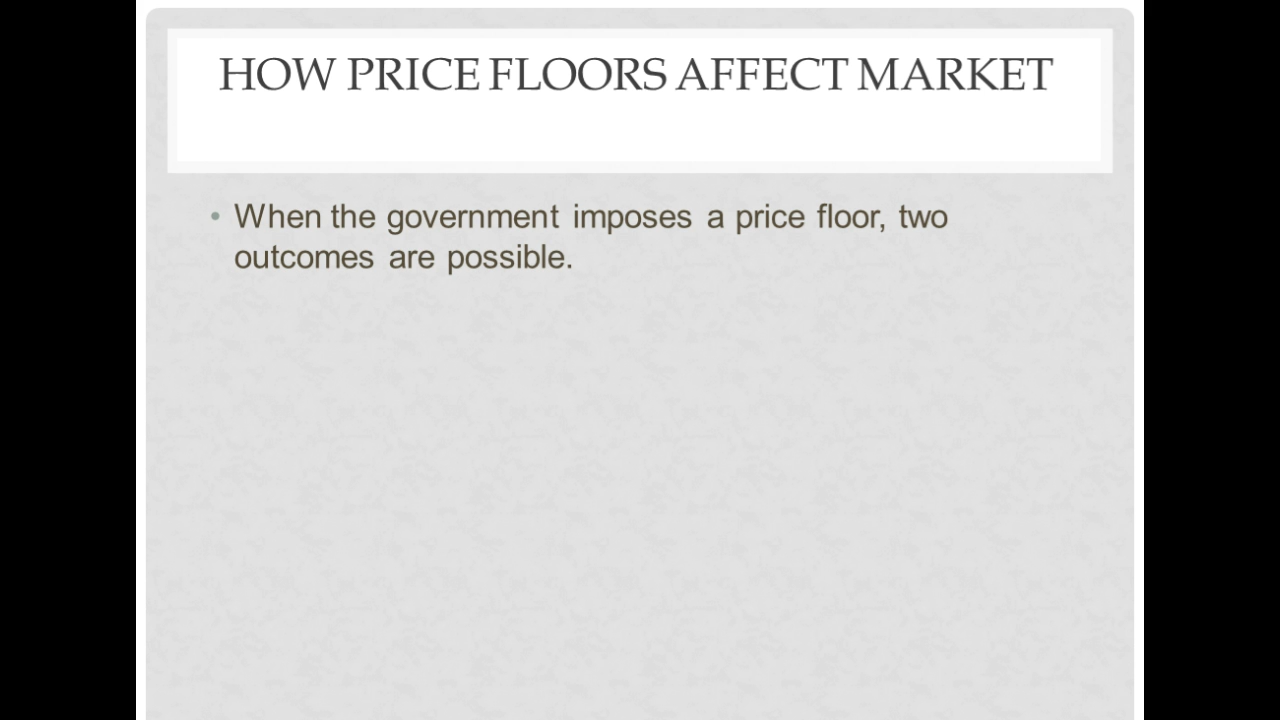 HOW PRICE FLOORS AFFECT MARKET
• When the government imposes a price floor, two
outcomes are possible.